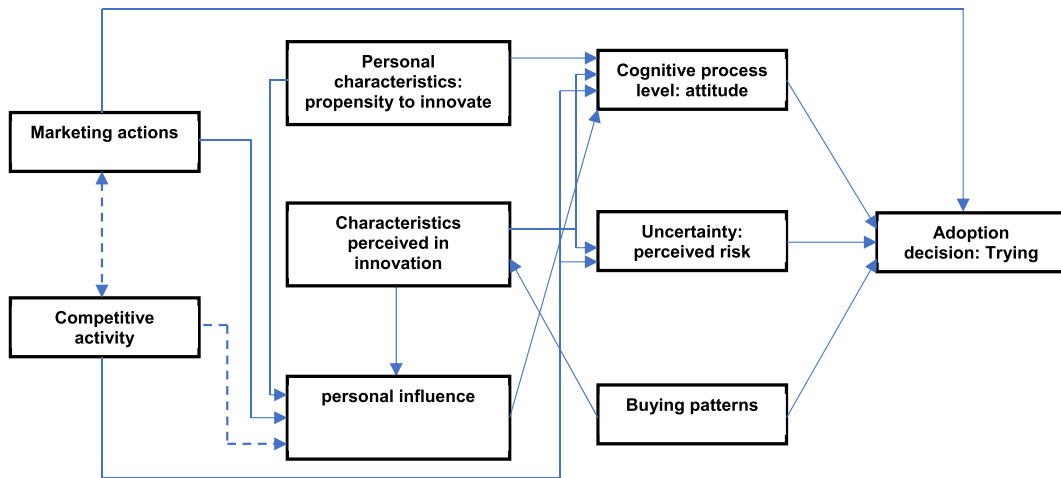 Marketing actions
Competitive
activity
Personal
characteristics:
propensity to innovate
Characteristics
perceived in
innovation
personal influence
Cognitive process
level: attitude
Uncertainty:
perceived risk
Buying patterns
Adoption
decision: Trying